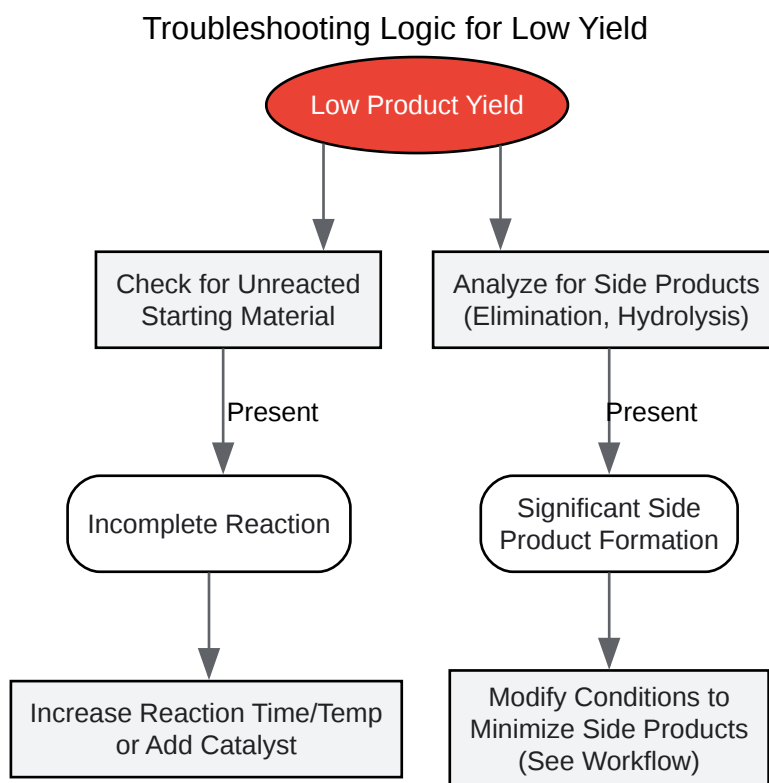 Troubleshooting Logic for Low Yield
Low Product Yield
Check for Unreacted
Starting Material
Analyze for Side Products
(Elimination, Hydrolysis)
Present
Present
Incomplete Reaction
Significant Side
Product Formation
Increase Reaction Time/Temp
or Add Catalyst
Modify Conditions to
Minimize Side Products
(See Workflow)